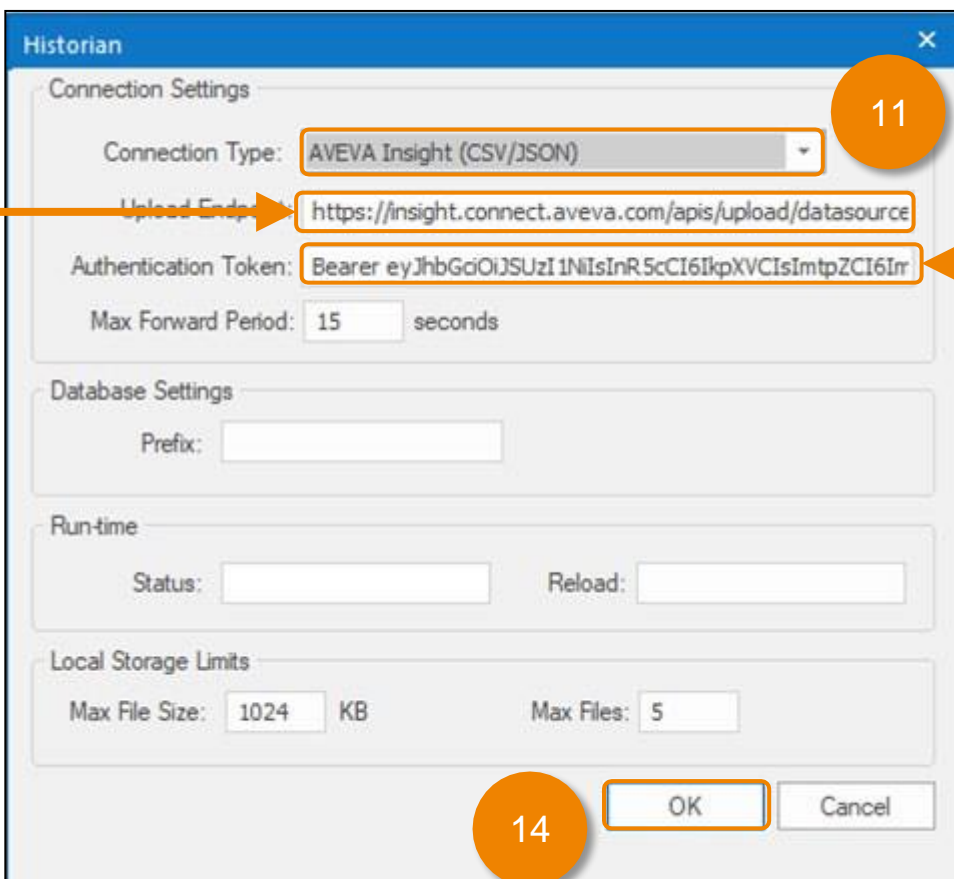 Historian
Connection Settings
11
Connection Type: AVEVA Insight (CSV/JSON)
Upload Endpoint: https://insight.connect.aveva.com/apis/upload/datasource
Authentication Token: Bearer eyJhbGciOiJSUzI1NiIsInR5cCI6IkpXVCIsImtpZCI6Im
Max Forward Period: 15 seconds
Database Settings
Prefix:
Run-time
Status: Reload:
Local Storage Limits
Max File Size: 1024 KB Max Files: 5
14 OK Cancel